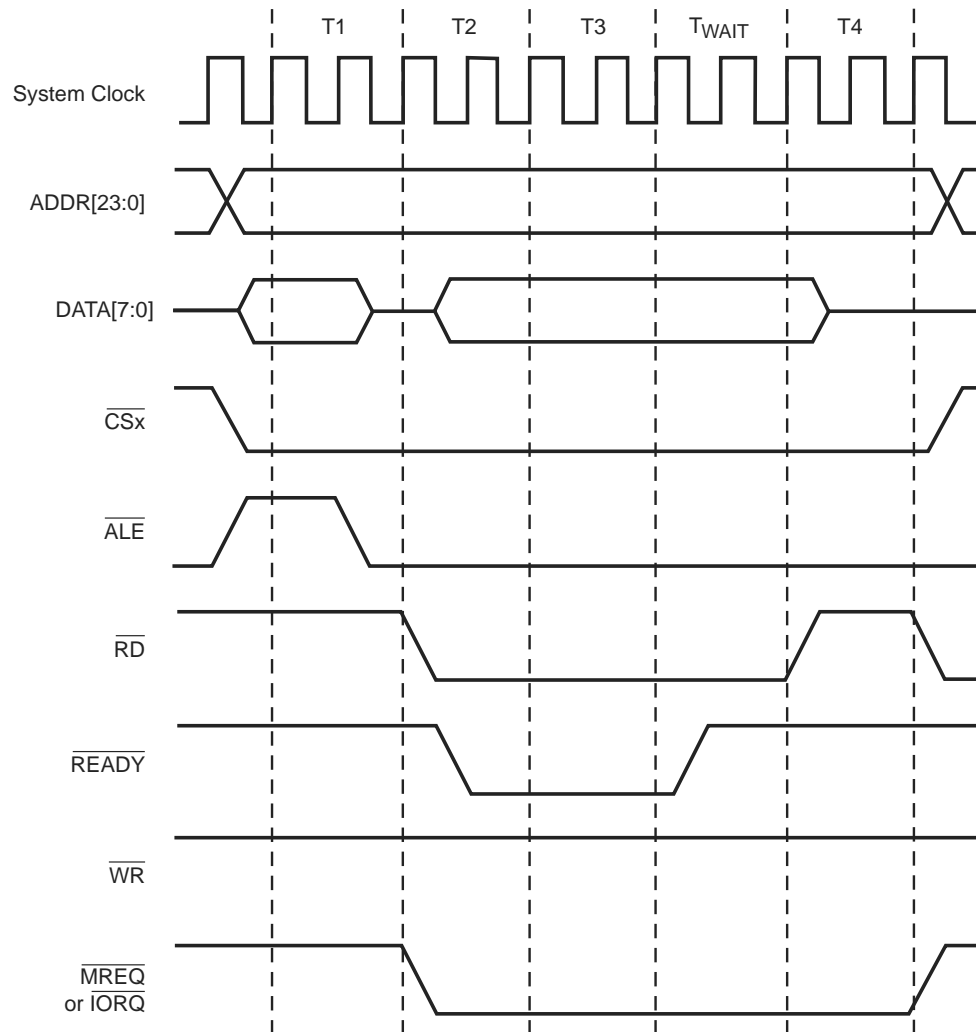 T1 T2 T3 TWAIT T4
System Clock
ADDR[23:0]
DATA[7:0]
CSx
ALE
RD
READY
WR
MREQ
or IORQ